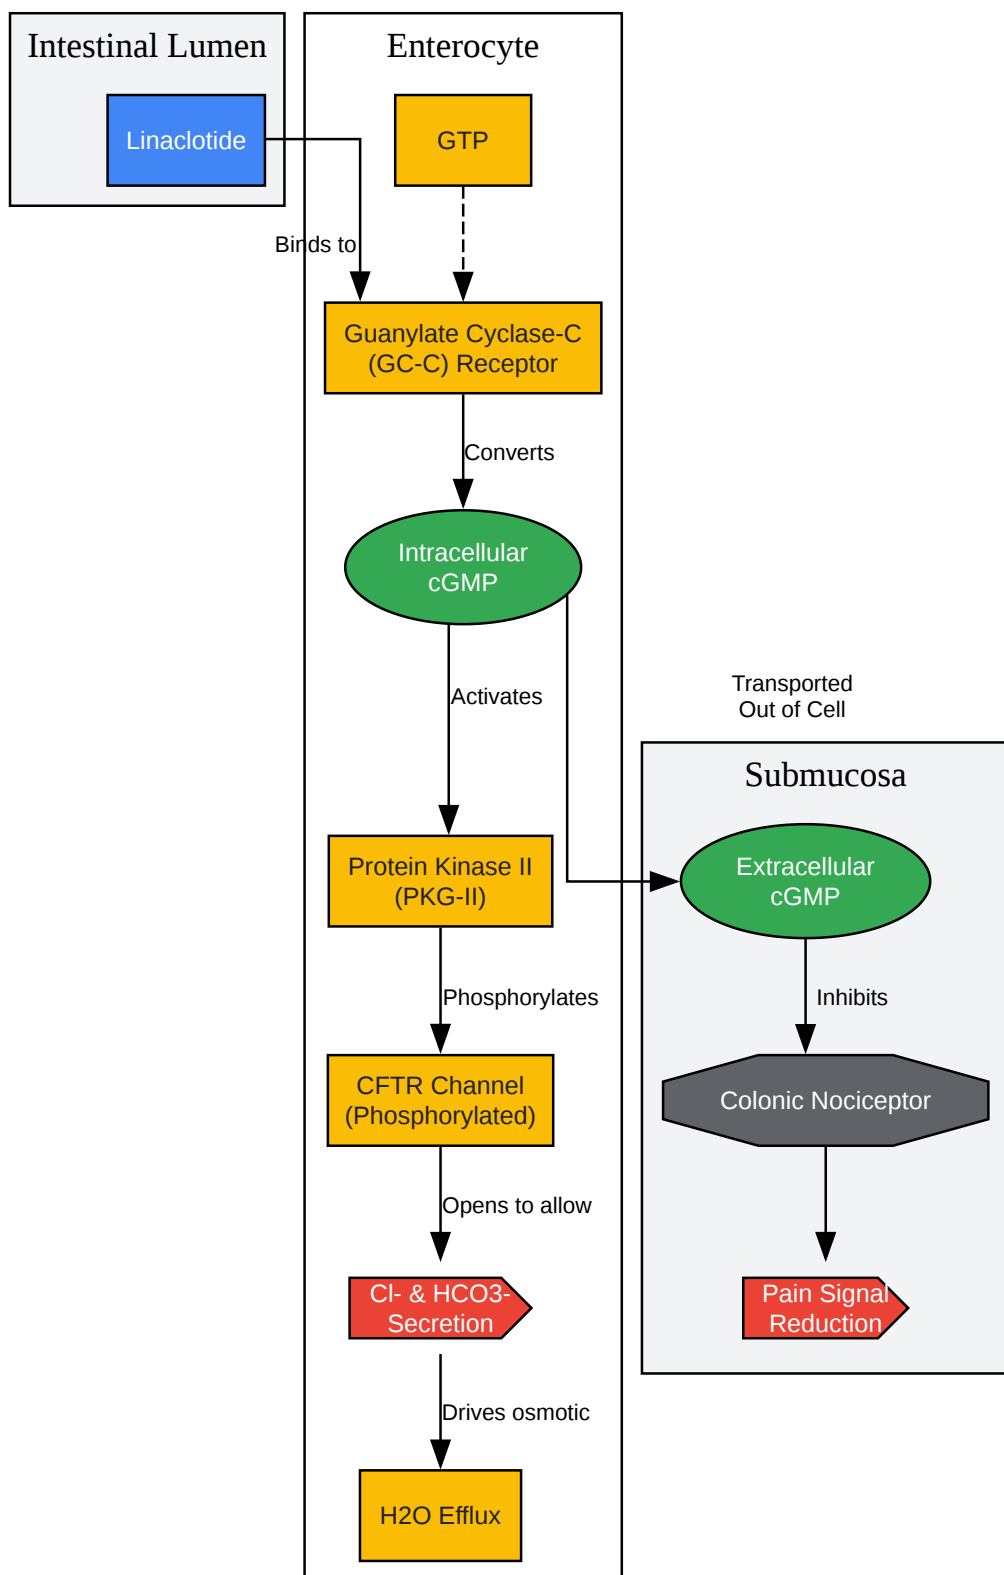 Intestinal Lumen
Enterocyte
Linaclotide
GTP
Binds to
Guanylate Cyclase-C
(GC-C) Receptor
Converts
Intracellular
cGMP
Activates
Transported
Out of Cell
Submucosa
Protein Kinase II
(PKG-II)
Extracellular
cGMP
Phosphorylates
Inhibits
CFTR Channel
(Phosphorylated)
Colonic Nociceptor
Opens to allow
Cl- & HCO3-
Secretion
Pain Signal
Reduction
Drives osmotic
H2O Efflux